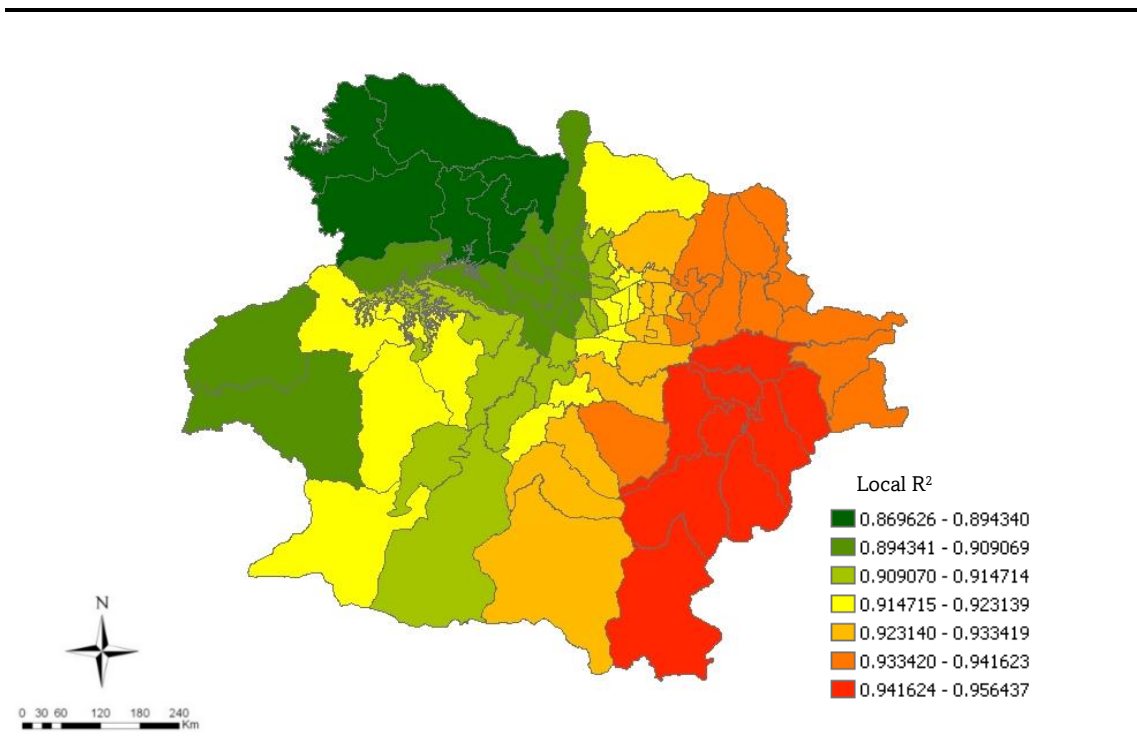 Local R²
0.869626 - 0.894340
0.894341 - 0.909069
0.909070 - 0.914714
0.914715 - 0.923139
0.923140 - 0.933419
0.933420 - 0.941623
0.941624 - 0.956437
N
0 30 60 120 180 240
Km